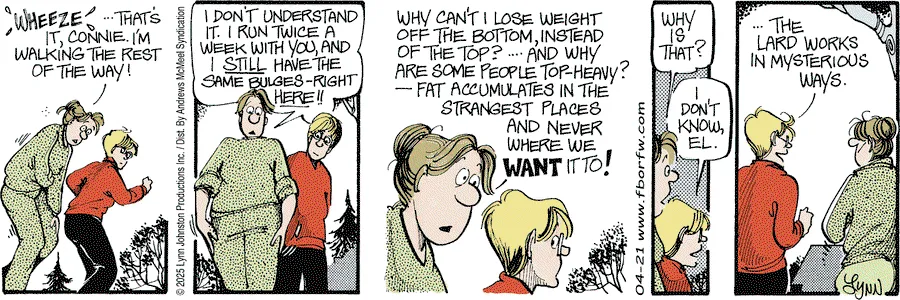 WHEEZE ...THAT'S
IT, CONNIE. I'M
WALKING THE REST
OF THE WAY!
© 2025 Lynn Johnston Productions Inc. / Dist. By Andrews McMeel Syndication
I DON'T UNDERSTAND
IT. I RUN TWICE A
WEEK WITH YOU, AND
I STILL HAVE THE
SAME BULGES-RIGHT
HERE!!
WHY CAN'T I LOSE WEIGHT
OFF THE BOTTOM, INSTEAD
OF THE TOP? .... AND WHY
ARE SOME PEOPLE TOP-HEAVY?
— FAT ACCUMULATES IN THE
STRANGEST PLACES
AND NEVER
WHERE WE
WANT IT TO!
04-21 www.fborfw.com
WHY
IS
THAT?
I
DON'T
KNOW,
EL.
... THE
LARD WORKS
IN MYSTERIOUS
WAYS.
LYNN